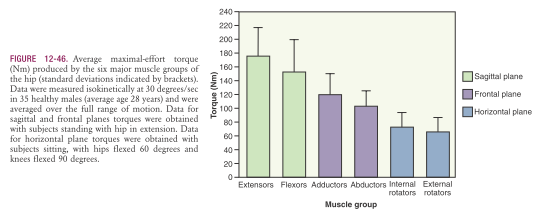 FIGURE 12-46. Average maximal-effort torque
(Nm) produced by the six major muscle groups of
the hip (standard deviations indicated by brackets).
Data were measured isokinetically at 30 degrees/sec
in 35 healthy males (average age 28 years) and were
averaged over the full range of motion. Data for
sagittal and frontal planes torques were obtained
with subjects standing with hip in extension. Data
for horizontal plane torques were obtained with
subjects sitting, with hips flexed 60 degrees and
knees flexed 90 degrees.
Torque (Nm)
240
220
200
180
160
140
120
100
80
60
40
20
0
Extensors Flexors Adductors Abductors Internal rotators External rotators
Muscle group
Sagittal plane
Frontal plane
Horizontal plane